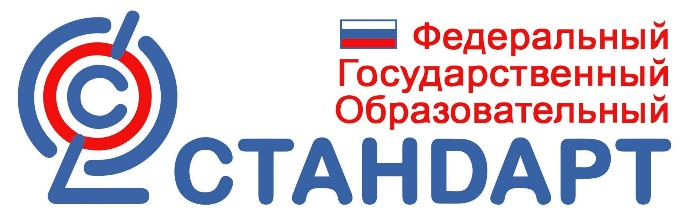 Федеральный
Государственный
Образовательный
СТАНДАРТ